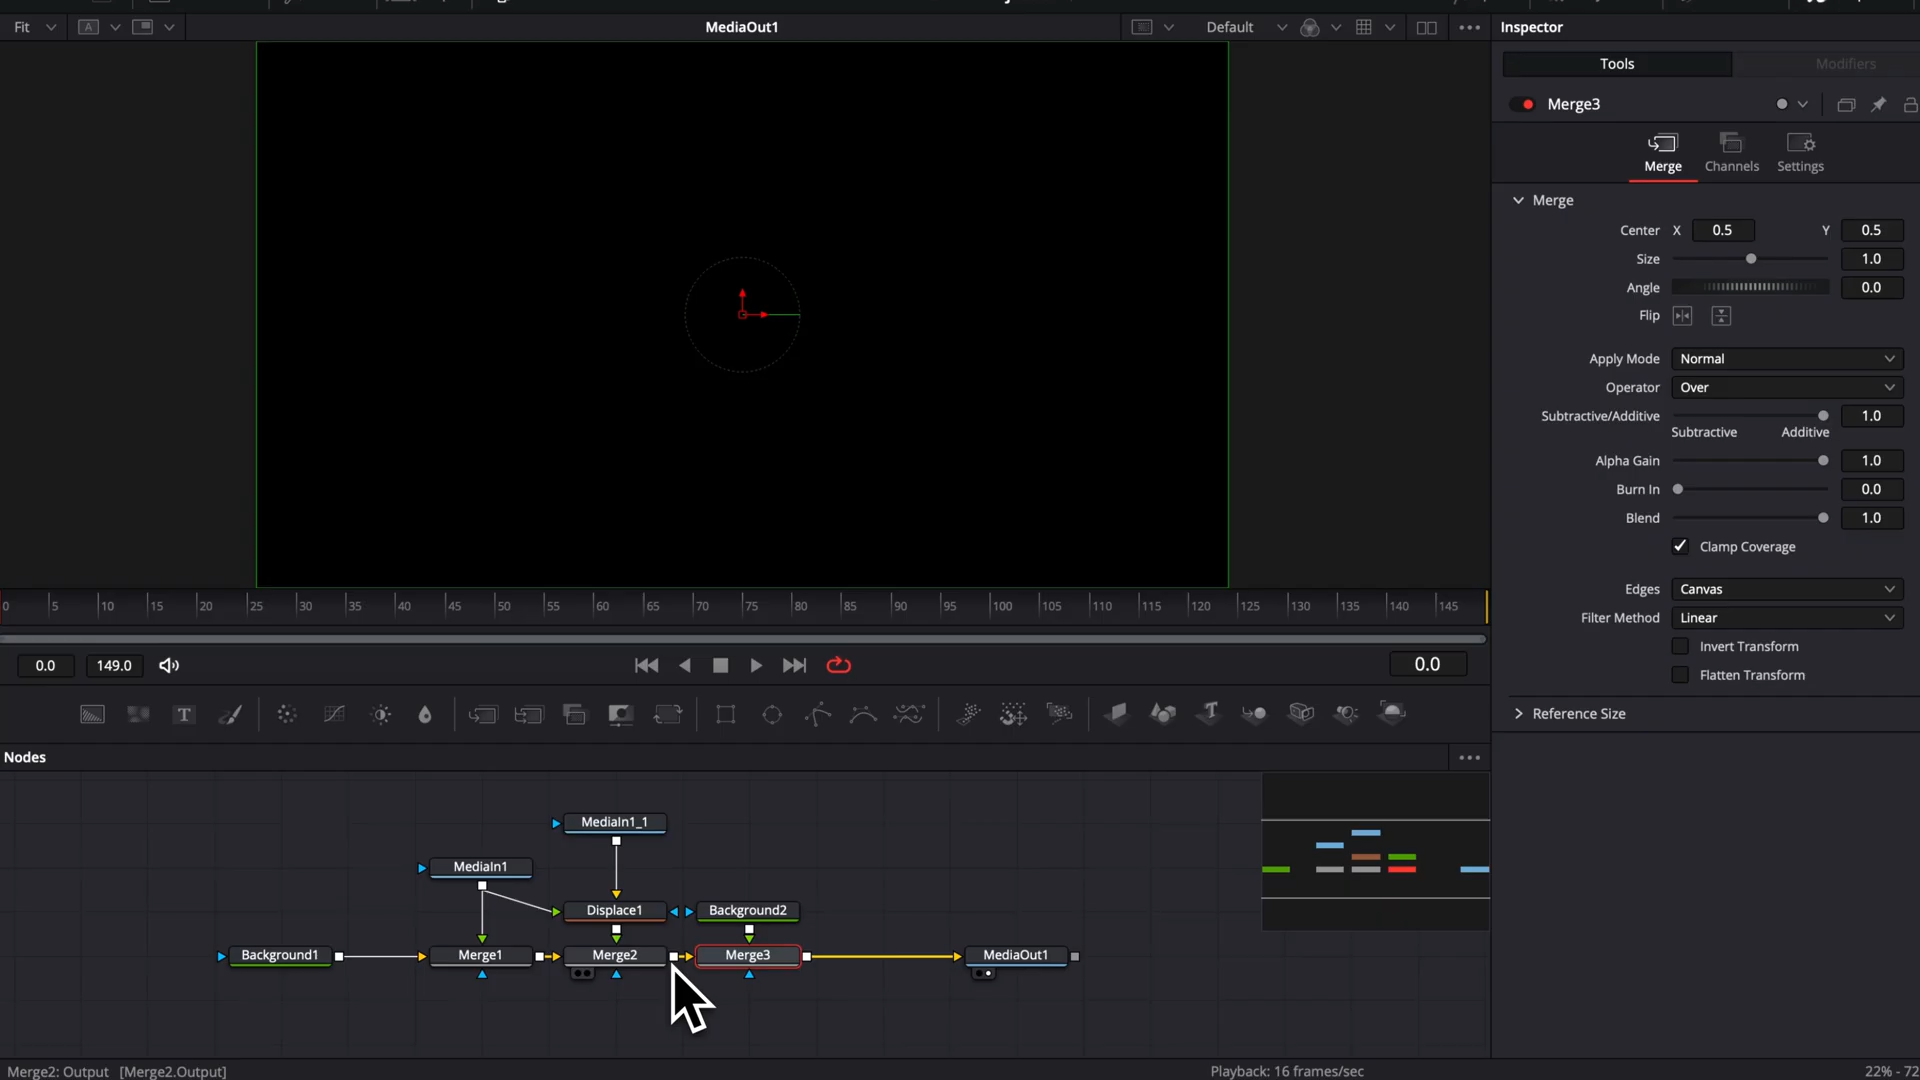 Fit
A
MediaOut1
Default
Inspector
Tools
Modifiers
Merge3
Merge
Channels
Settings
Merge
Center X 0.5 Y 0.5
Size 1.0
Angle 0.0
Flip
Apply Mode Normal
Operator Over
Subtractive/Additive 1.0
Subtractive Additive
Alpha Gain 1.0
Burn In 0.0
Blend 1.0
Clamp Coverage
Edges Canvas
Filter Method Linear
Invert Transform
Flatten Transform
Reference Size
0 5 10 15 20 25 30 35 40 45 50 55 60 65 70 75 80 85 90 95 100 105 110 115 120 125 130 135 140 145
0.0 149.0 0.0
T
Nodes
MediaIn1_1
MediaIn1
Displace1 Background2
Background1 Merge1 Merge2 Merge3 MediaOut1
Merge2: Output [Merge2.Output]
Playback: 16 frames/sec
22% - 72